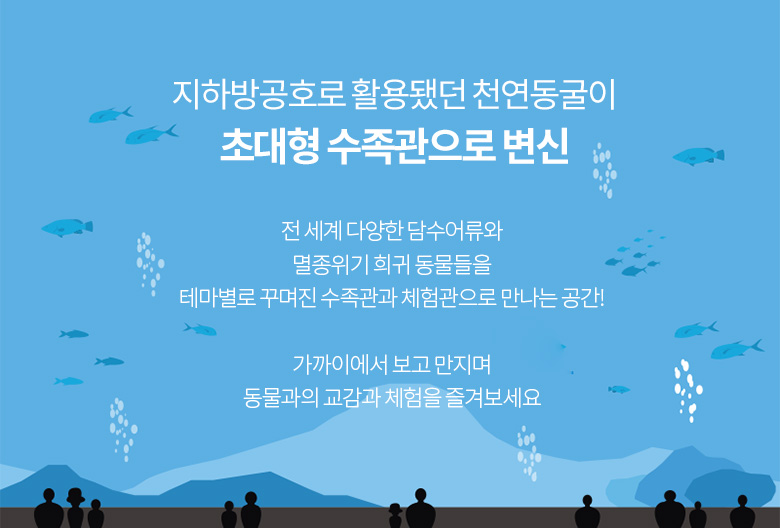 지하방공호로 활용됐던 천연동굴이
초대형 수족관으로 변신
전 세계 다양한 담수어류와
멸종위기 희귀 동물들을
테마별로 꾸며진 수족관과 체험관으로 만나는 공간!
가까이에서 보고 만지며
동물과의 교감과 체험을 즐겨보세요